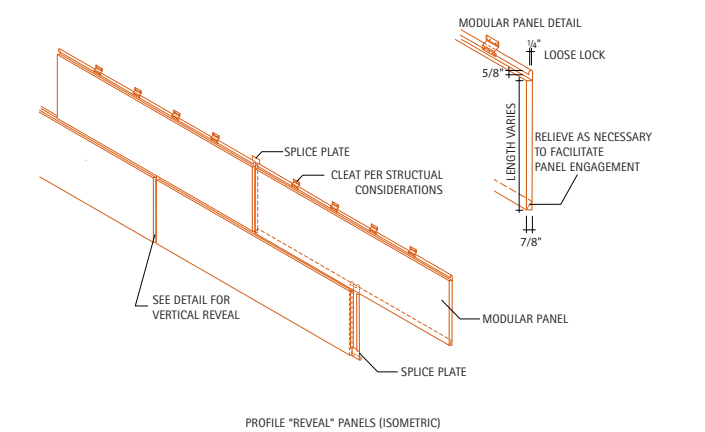 MODULAR PANEL DETAIL
1/4"
LOOSE LOCK
5/8"
LENGTH VARIES
RELIEVE AS NECESSARY
TO FACILITATE
PANEL ENGAGEMENT
7/8"
SPLICE PLATE
CLEAT PER STRUCTUAL
CONSIDERATIONS
SEE DETAIL FOR
VERTICAL REVEAL
MODULAR PANEL
SPLICE PLATE
PROFILE “REVEAL” PANELS (ISOMETRIC)